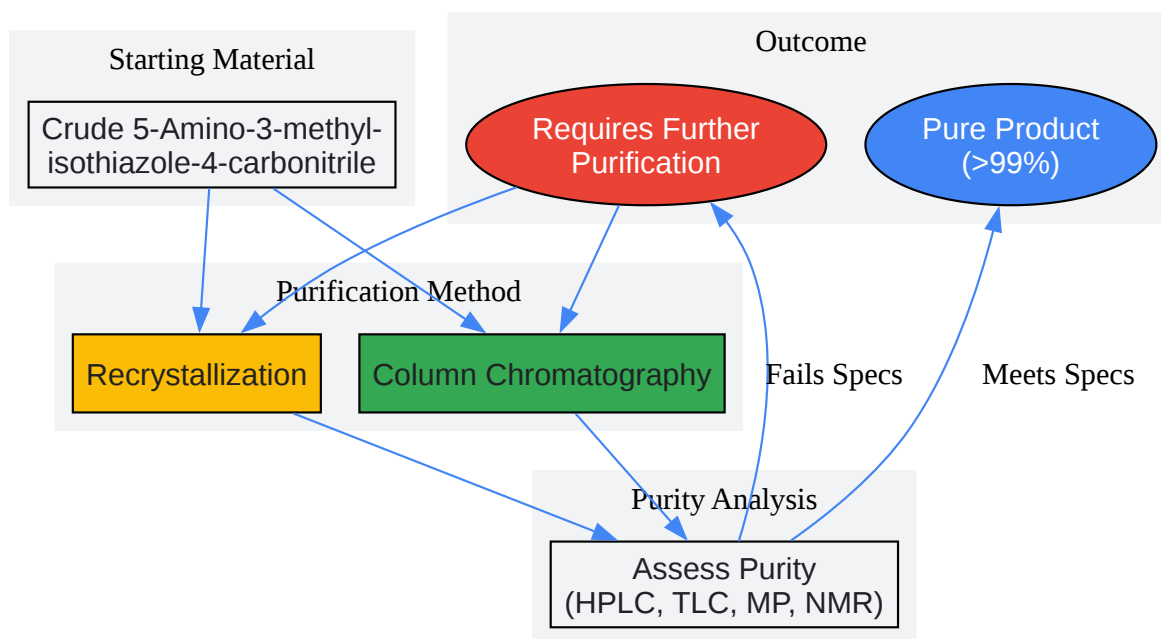 Starting Material
Crude 5-Amino-3-methyl-
isothiazole-4-carbonitrile
Outcome
Requires Further
Purification
Pure Product
(>99%)
Purification Method
Recrystallization
Column Chromatography
Fails Specs
Meets Specs
Purity Analysis
Assess Purity
(HPLC, TLC, MP, NMR)